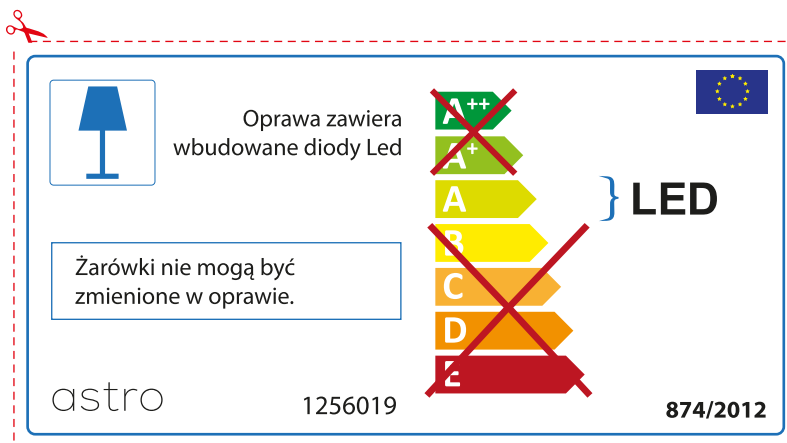 Oprawa zawiera
wbudowane diody Led
A++
A+
A
B
C
D
E
LED
Żarówki nie mogą być
zmienione w oprawie.
astro
1256019
874/2012